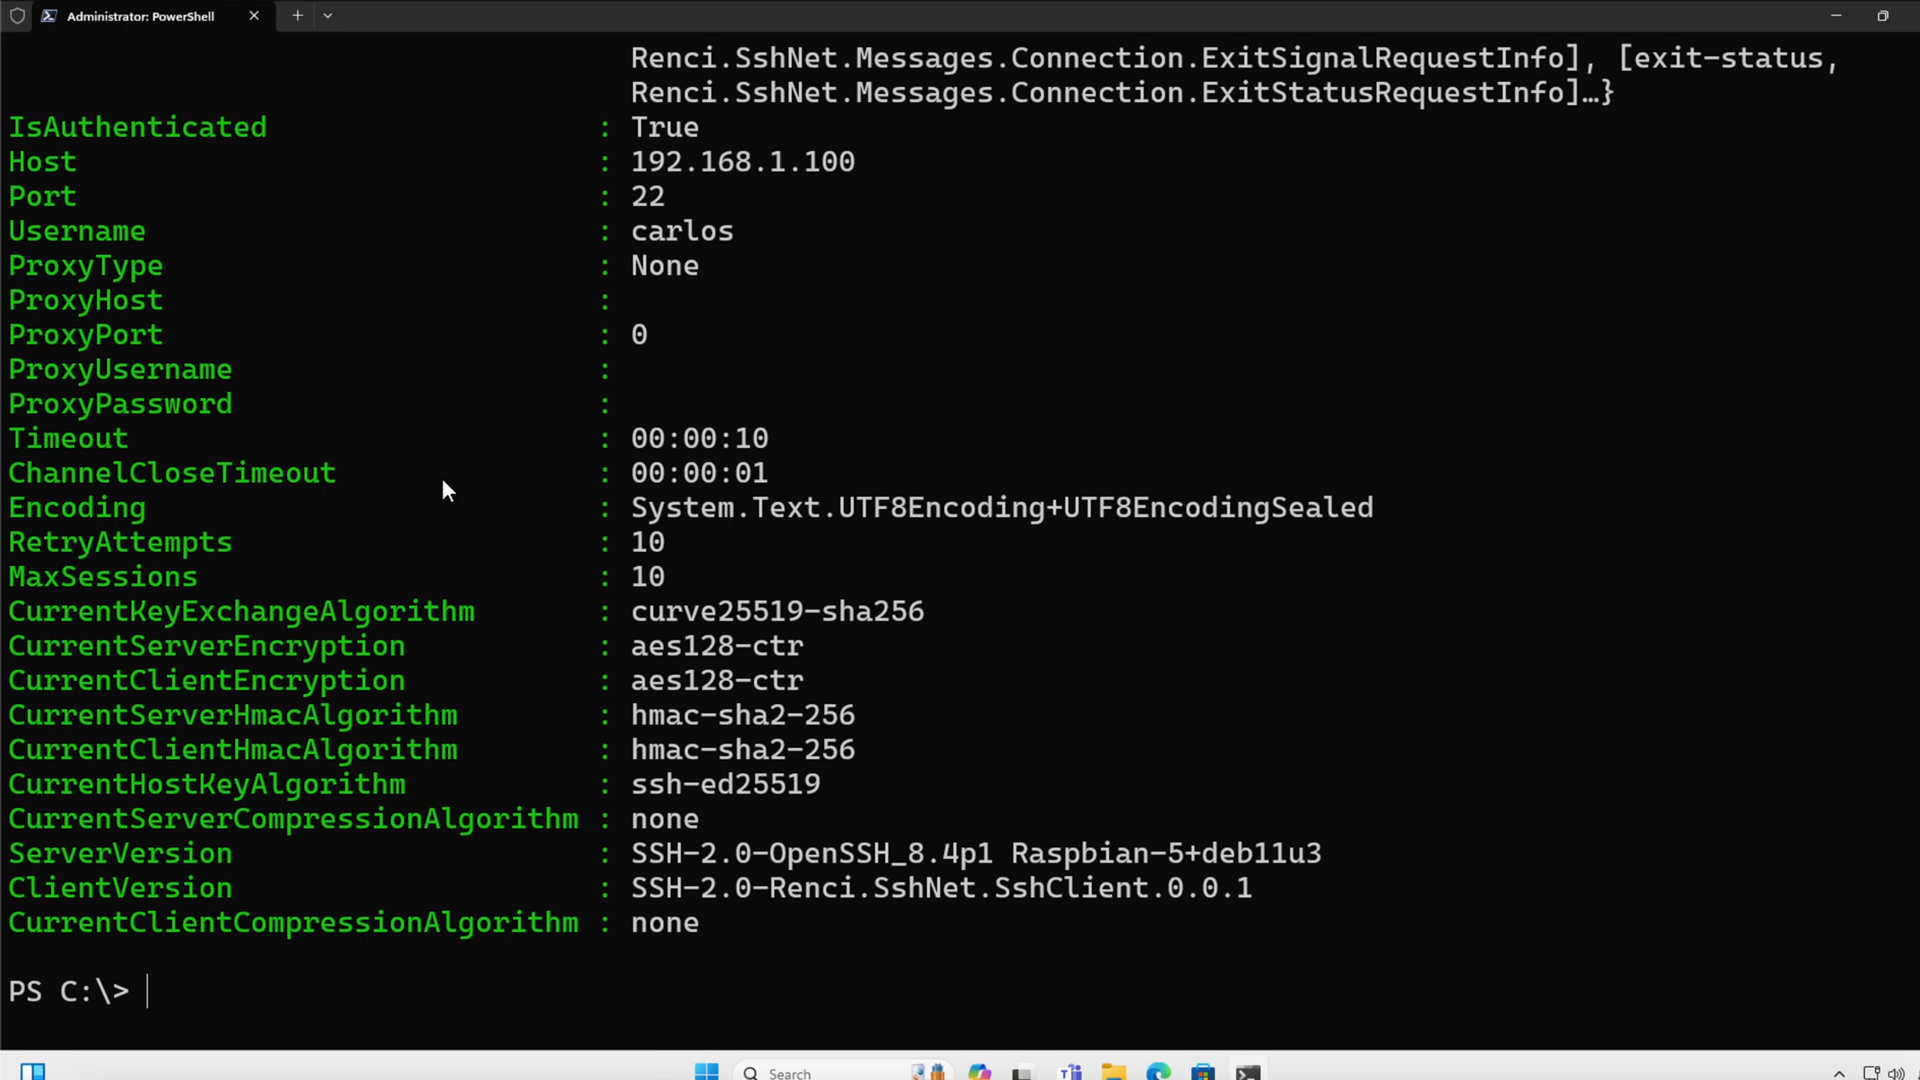 Administrator: PowerShell
Renci.SshNet.Messages.Connection.ExitSignalRequestInfo], [exit-status,
Renci.SshNet.Messages.Connection.ExitStatusRequestInfo]…}
IsAuthenticated : True
Host : 192.168.1.100
Port : 22
Username : carlos
ProxyType : None
ProxyHost :
ProxyPort : 0
ProxyUsername :
ProxyPassword :
Timeout : 00:00:10
ChannelCloseTimeout : 00:00:01
Encoding : System.Text.UTF8Encoding+UTF8EncodingSealed
RetryAttempts : 10
MaxSessions : 10
CurrentKeyExchangeAlgorithm : curve25519-sha256
CurrentServerEncryption : aes128-ctr
CurrentClientEncryption : aes128-ctr
CurrentServerHmacAlgorithm : hmac-sha2-256
CurrentClientHmacAlgorithm : hmac-sha2-256
CurrentHostKeyAlgorithm : ssh-ed25519
CurrentServerCompressionAlgorithm : none
ServerVersion : SSH-2.0-OpenSSH_8.4p1 Raspbian-5+deb11u3
ClientVersion : SSH-2.0-Renci.SshNet.SshClient.0.0.1
CurrentClientCompressionAlgorithm : none
PS C:\>
Search